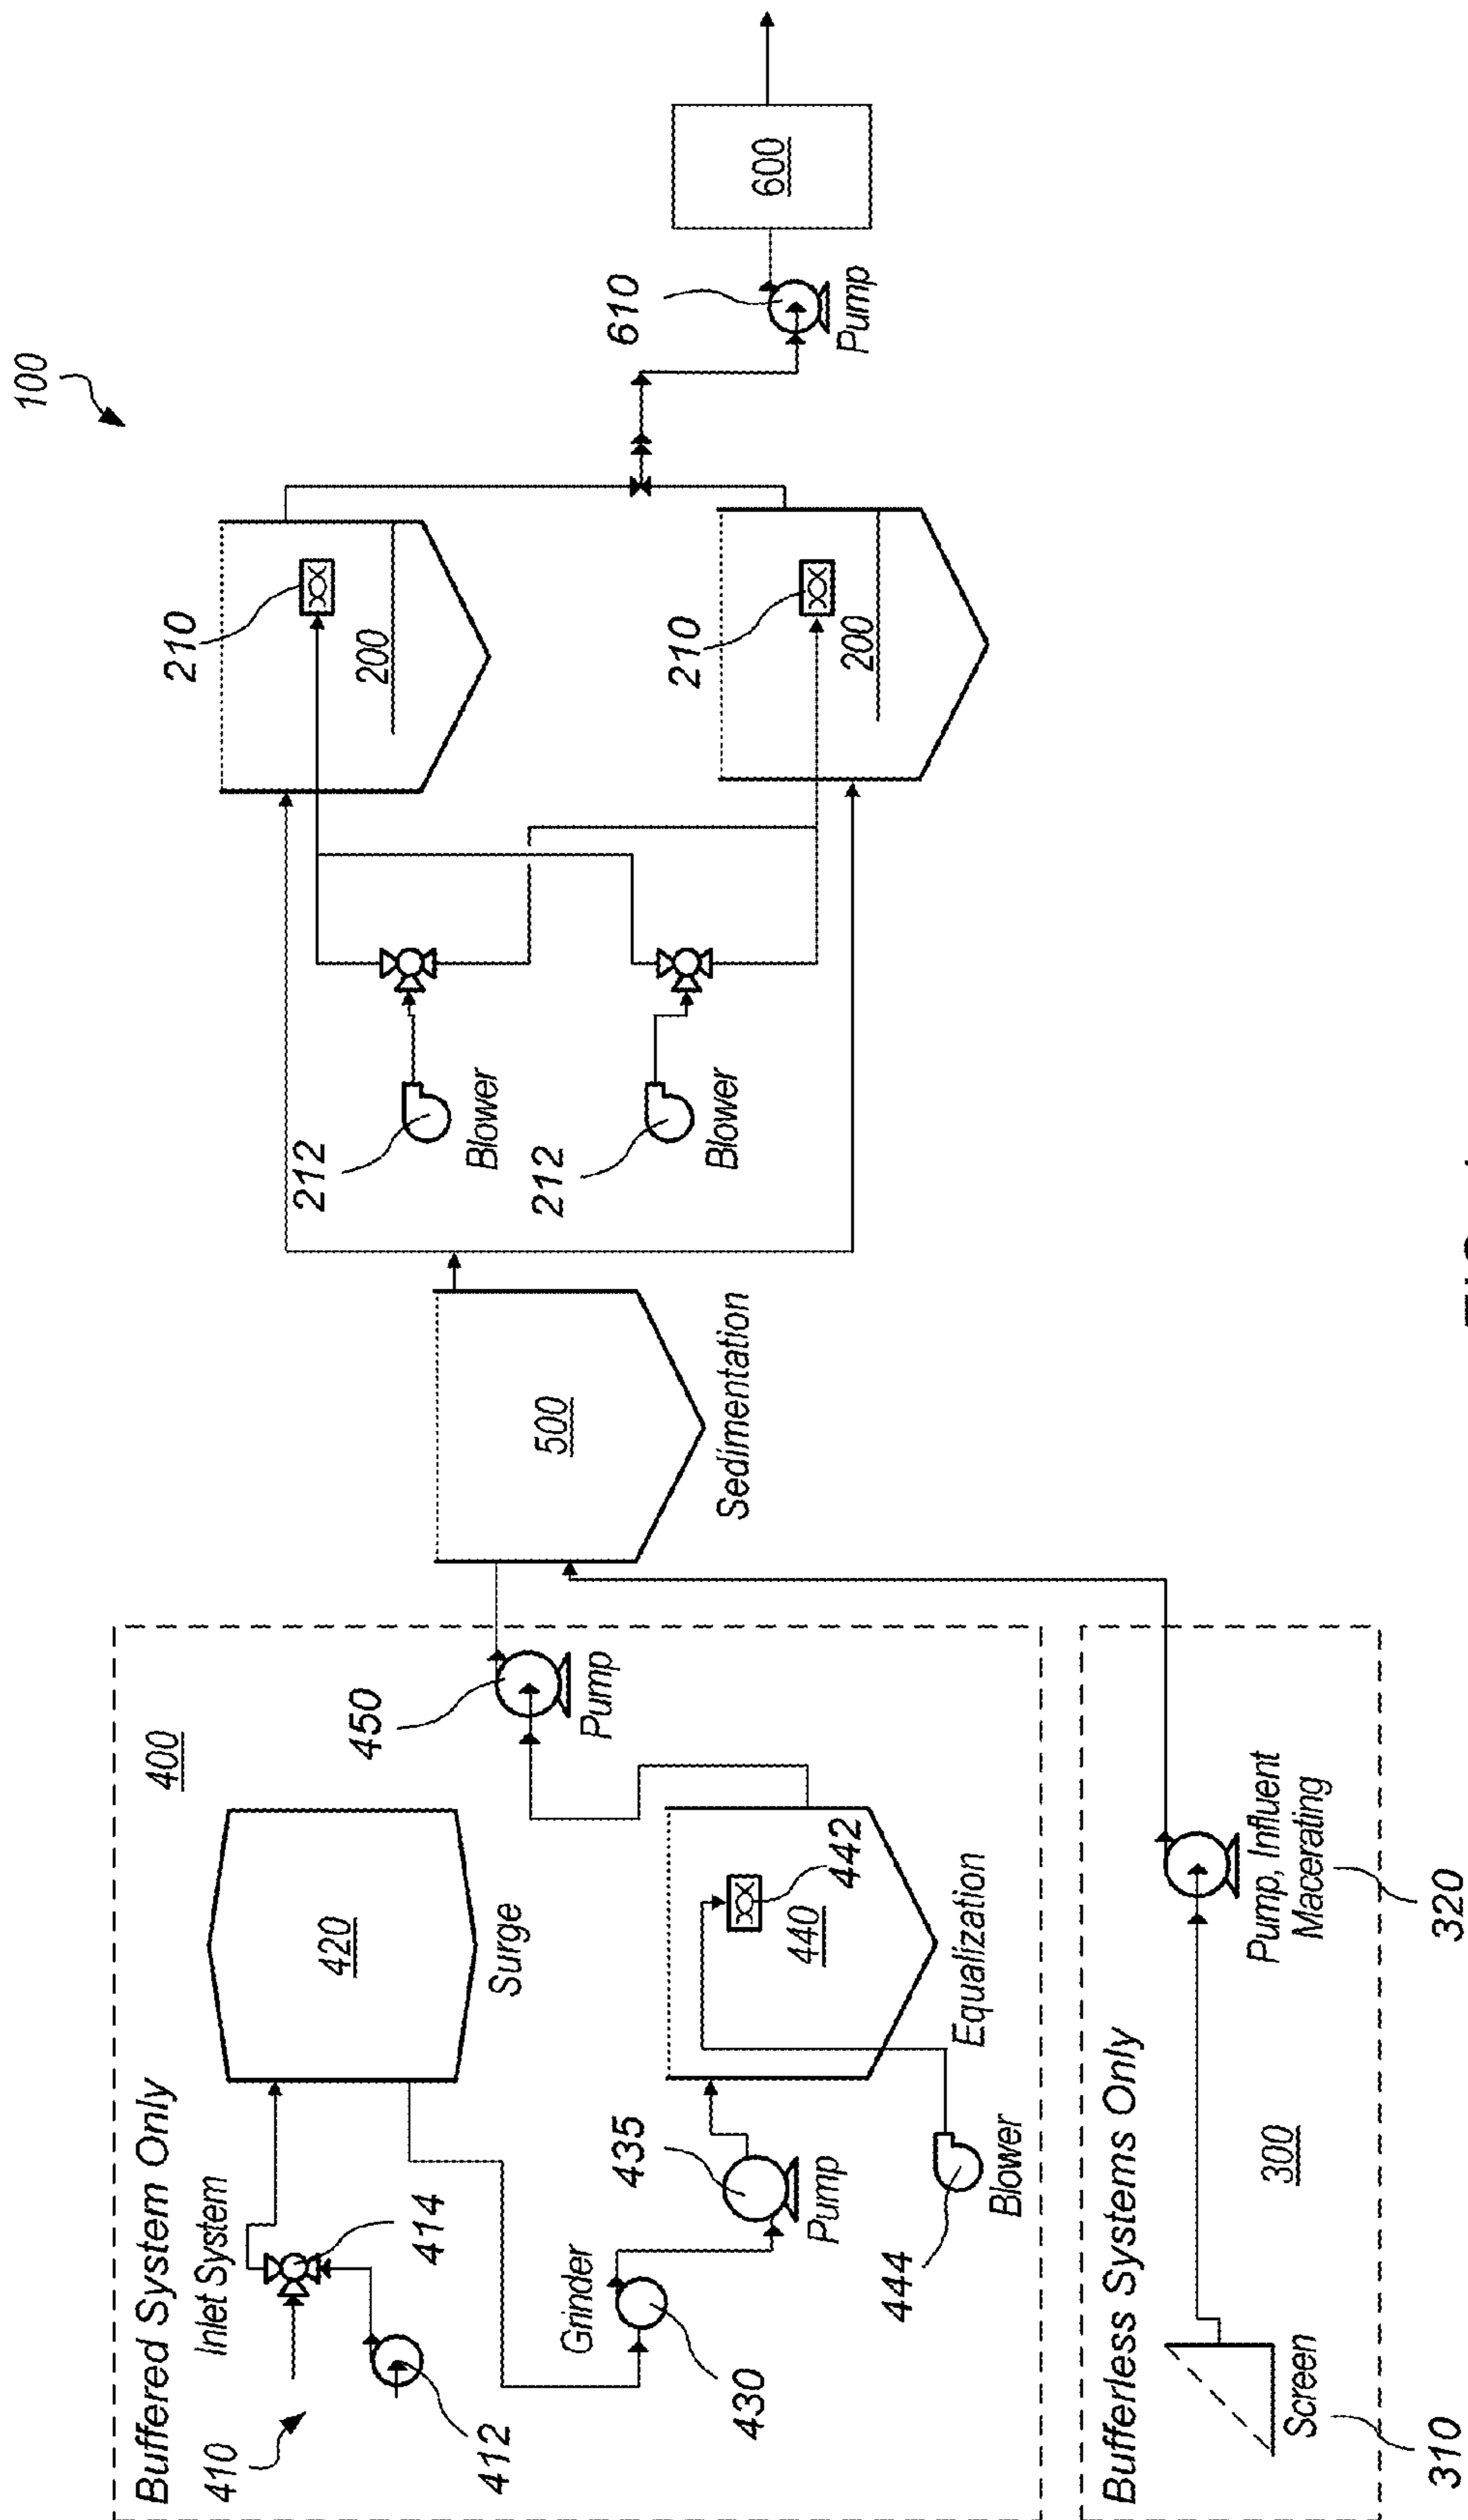 100
Buffered System Only
400
410
Inlet System
414
412
420
Surge
450
Pump
Grinder
430
435
Pump
440
442
Equalization
444
Blower
Bufferless Systems Only
300
310
Screen
Pump, Influent
Macerating
320
500
Sedimentation
212
Blower
212
Blower
210
200
210
200
610
Pump
600